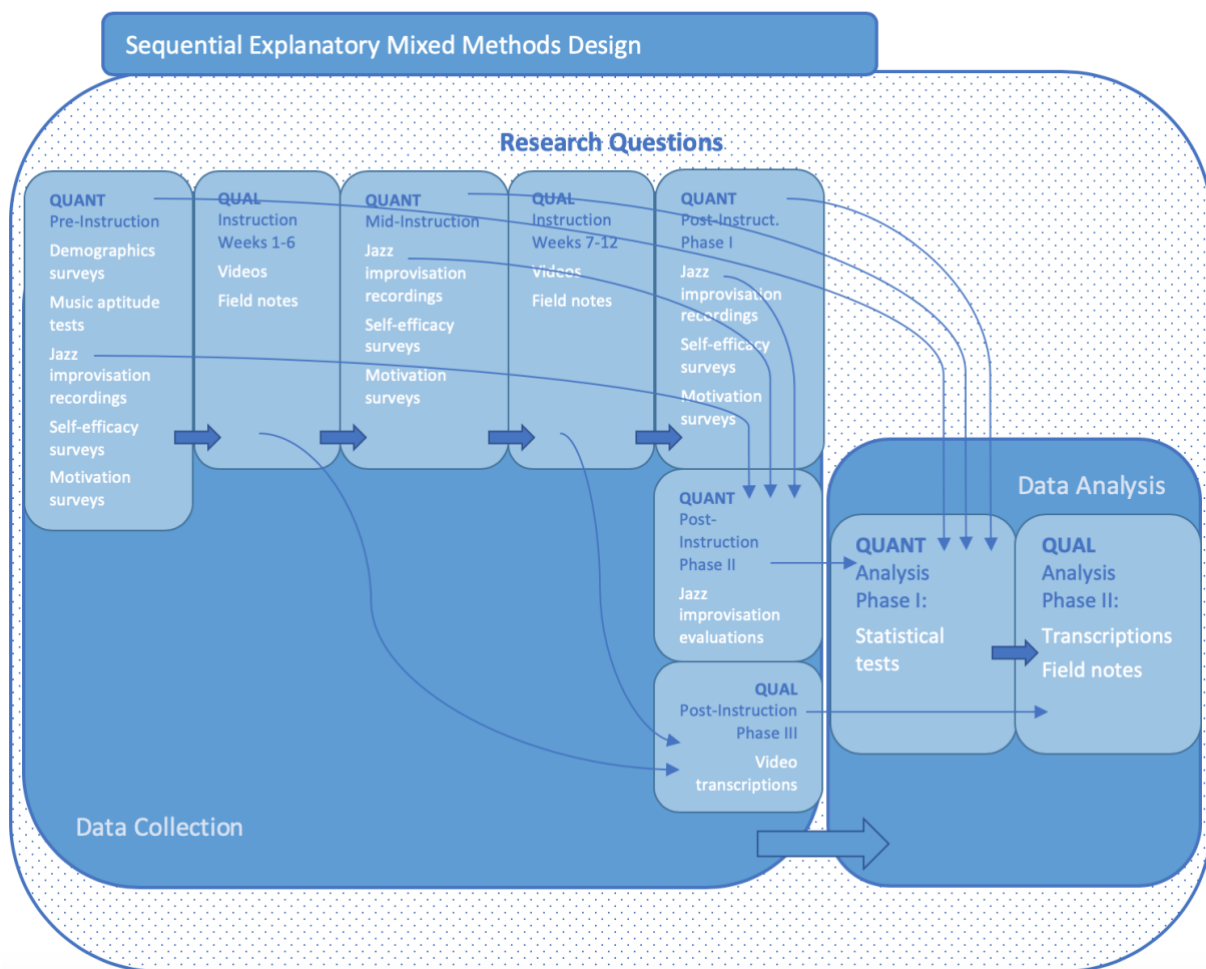 Sequential Explanatory Mixed Methods Design
Research Questions
QUANT
Pre-Instruction
Demographics
surveys
Music aptitude
tests
Jazz
improvisation
recordings
Self-efficacy
surveys
Motivation
surveys
QUAL
Instruction
Weeks 1-6
Videos
Field notes
QUANT
Mid-Instruction
Jazz
improvisation
recordings
Self-efficacy
surveys
Motivation
surveys
QUAL
Instruction
Weeks 7-12
Videos
Field notes
QUANT
Post-Instruct.
Phase I
Jazz
improvisation
recordings
Self-efficacy
surveys
Motivation
surveys
QUANT
Post-
Instruction
Phase II
Jazz
improvisation
evaluations
QUAL
Post-Instruction
Phase III
Video
transcriptions
Data Collection
Data Analysis
QUANT
Analysis
Phase I:
Statistical
tests
QUAL
Analysis
Phase II:
Transcriptions
Field notes